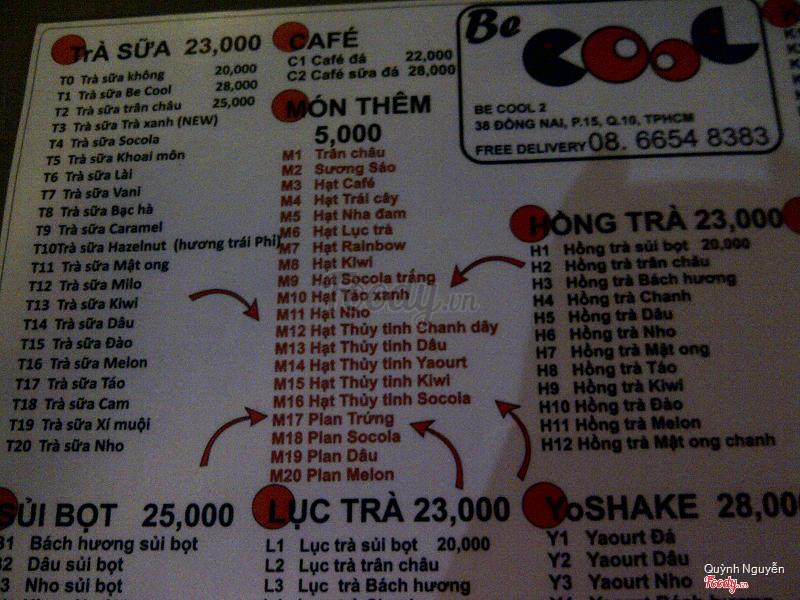 TrÀ SỮA 23,000
T0 Trà sữa không 20,000
T1 Trà sữa Be Cool 28,000
T2 Trà sữa trân châu 25,000
T3 Trà sữa Trà xanh (NEW)
T4 Trà sữa Socola
T5 Trà sữa Khoai môn
T6 Trà sữa Lài
T7 Trà sữa Vani
T8 Trà sữa Bạc hà
T9 Trà sữa Caramel
T10Trà sữa Hazelnut (hương trái Phỉ)
T11 Trà sữa Mật ong
T12 Trà sữa Milo
T13 Trà sữa Kiwi
T14 Trà sữa Dâu
T15 Trà sữa Đào
T16 Trà sữa Melon
T17 Trà sữa Táo
T18 Trà sữa Cam
T19 Trà sữa Xí muội
T20 Trà sữa Nho
SỦI BỌT 25,000
Bách hương sủi bọt
Dâu sủi bọt
Nho sủi bọt
CAFÉ
C1 Café đá 22,000
C2 Café sữa đá 28,000
MÓN THÊM
5,000
M1 Trân châu
M2 Sương Sáo
M3 Hạt Café
M4 Hạt Trái cây
M5 Hạt Nha đam
M6 Hạt Lục trà
M7 Hạt Rainbow
M8 Hạt Kiwi
M9 Hạt Socola trắng
M10 Hạt Táo xanh
M11 Hạt Nho
M12 Hạt Thủy tinh Chanh dây
M13 Hạt Thủy tinh Dâu
M14 Hạt Thủy tinh Yaourt
M15 Hạt Thủy tinh Kiwi
M16 Hạt Thủy tinh Socola
M17 Plan Trứng
M18 Plan Socola
M19 Plan Dâu
M20 Plan Melon
LỤC TRÀ 23,000
L1 Lục trà sủi bọt 20,000
L2 Lục trà trân châu
L3 Lục trà Bách hương
Be COOL
BE COOL 2
38 ĐỒNG NAI, P.15, Q.10, TPHCM
FREE DELIVERY 08. 6654 8383
HỒNG TRÀ 23,000
H1 Hồng trà sủi bọt 20,000
H2 Hồng trà trân châu
H3 Hồng trà Bách hương
H4 Hồng trà Chanh
H5 Hồng trà Dâu
H6 Hồng trà Nho
H7 Hồng trà Mật ong
H8 Hồng trà Táo
H9 Hồng trà Kiwi
H10 Hồng trà Đào
H11 Hồng trà Melon
H12 Hồng trà Mật ong chanh
YoSHAKE 28,00
Y1 Yaourt Đá
Y2 Yaourt Dâu
Y3 Yaourt Nho
Foody.vn
Quỳnh Nguyễn
Foody.vn